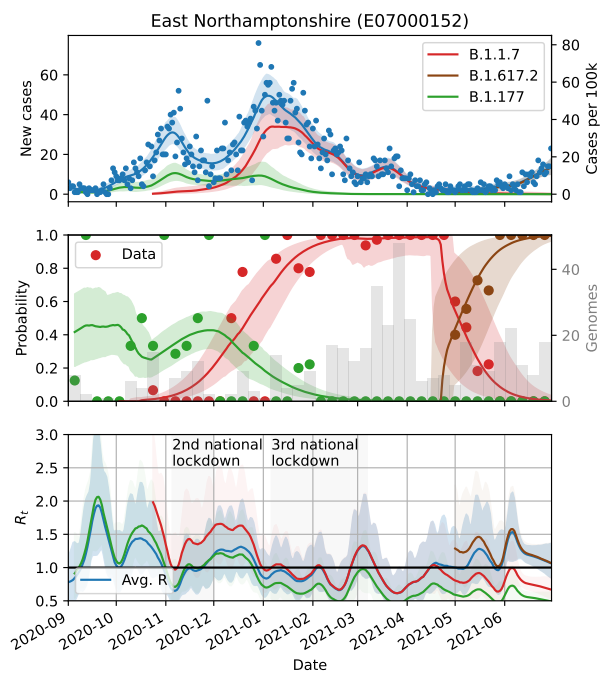 East Northamptonshire (E07000152)
New cases
60
40
20
0
B.1.1.7
B.1.617.2
B.1.177
80
60
40
20
0
Cases per 100k
Probability
1.0
0.8
0.6
0.4
0.2
0.0
Data
40
20
0
Genomes
R_t
3.0
2.5
2.0
1.5
1.0
0.5
2nd national
lockdown
3rd national
lockdown
Avg. R
2020-09
2020-10
2020-11
2020-12
2021-01
2021-02
2021-03
2021-04
2021-05
2021-06
Date